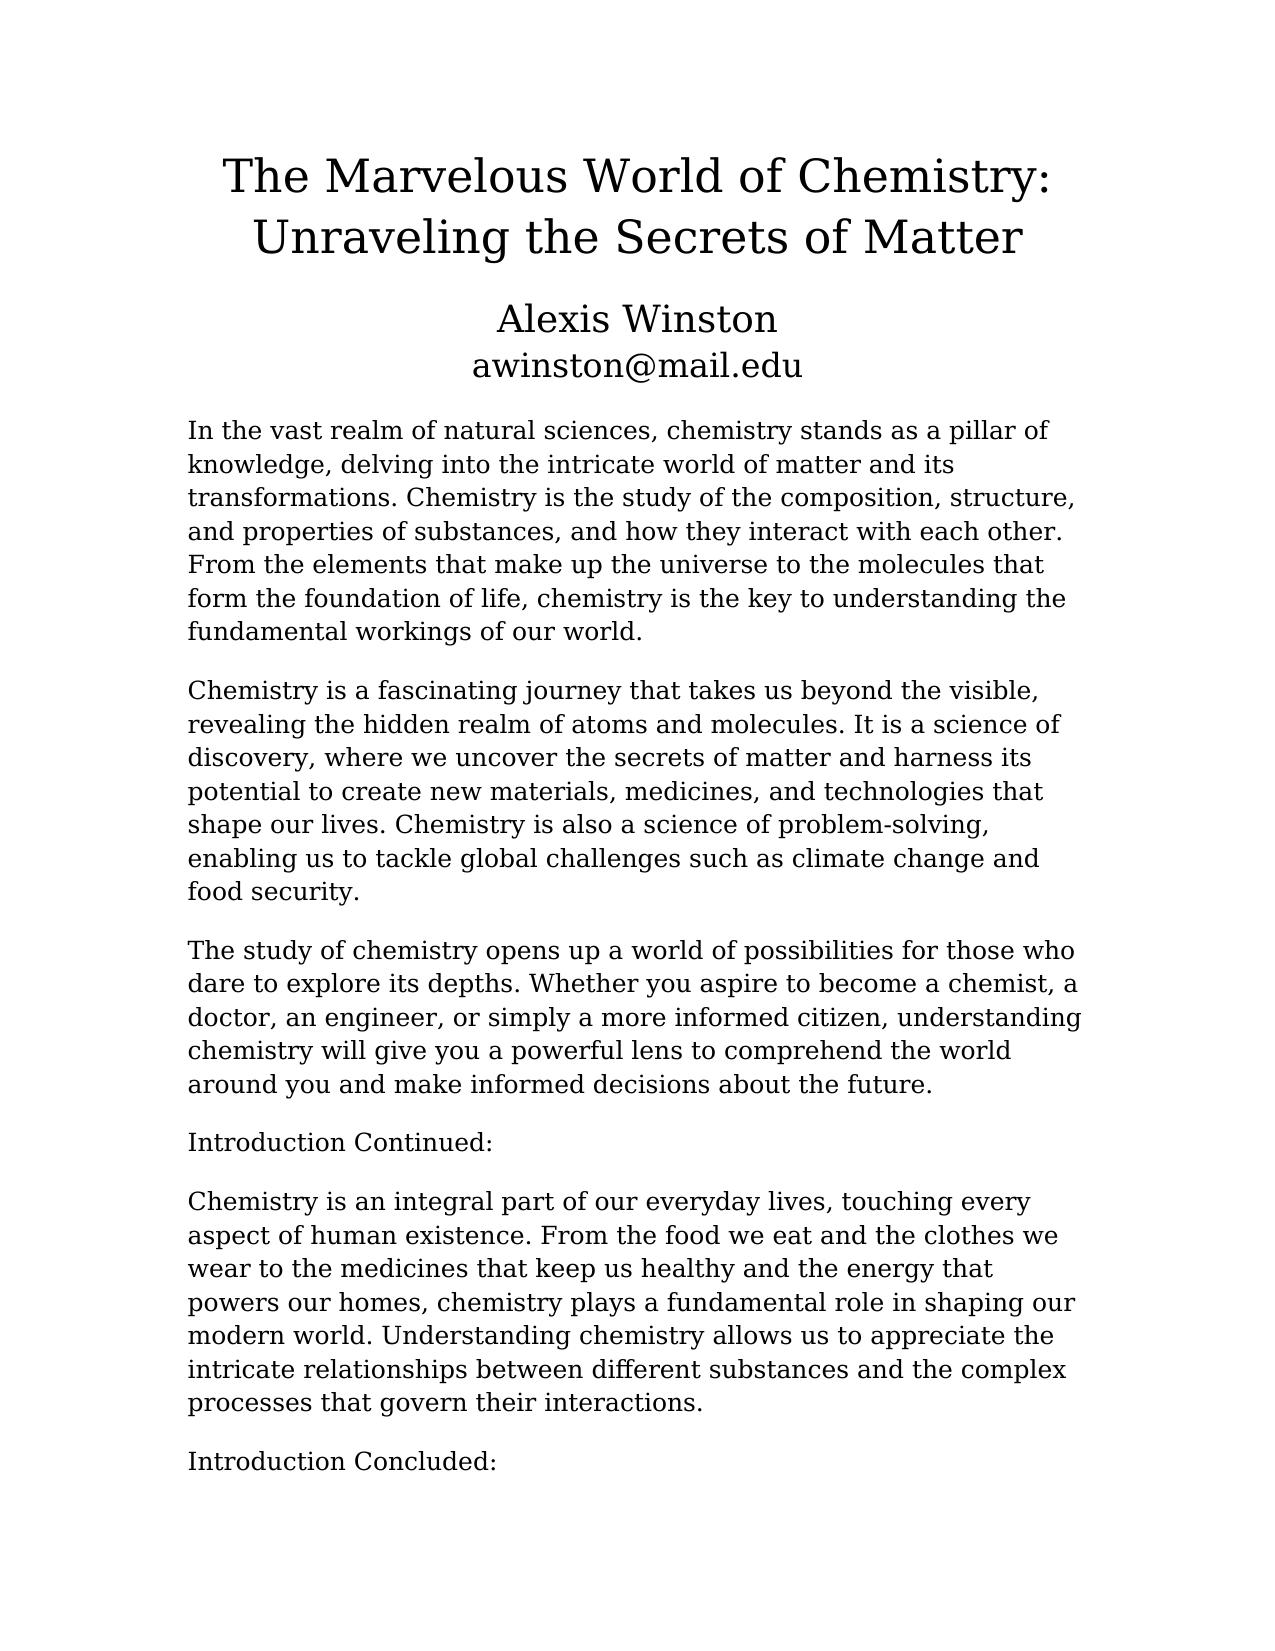 The Marvelous World of Chemistry:
Unraveling the Secrets of Matter
Alexis Winston
awinston@mail.edu
In the vast realm of natural sciences, chemistry stands as a pillar of
knowledge, delving into the intricate world of matter and its
transformations. Chemistry is the study of the composition, structure,
and properties of substances, and how they interact with each other.
From the elements that make up the universe to the molecules that
form the foundation of life, chemistry is the key to understanding the
fundamental workings of our world.
Chemistry is a fascinating journey that takes us beyond the visible,
revealing the hidden realm of atoms and molecules. It is a science of
discovery, where we uncover the secrets of matter and harness its
potential to create new materials, medicines, and technologies that
shape our lives. Chemistry is also a science of problem-solving,
enabling us to tackle global challenges such as climate change and
food security.
The study of chemistry opens up a world of possibilities for those who
dare to explore its depths. Whether you aspire to become a chemist, a
doctor, an engineer, or simply a more informed citizen, understanding
chemistry will give you a powerful lens to comprehend the world
around you and make informed decisions about the future.
Introduction Continued:
Chemistry is an integral part of our everyday lives, touching every
aspect of human existence. From the food we eat and the clothes we
wear to the medicines that keep us healthy and the energy that
powers our homes, chemistry plays a fundamental role in shaping our
modern world. Understanding chemistry allows us to appreciate the
intricate relationships between different substances and the complex
processes that govern their interactions.
Introduction Concluded: